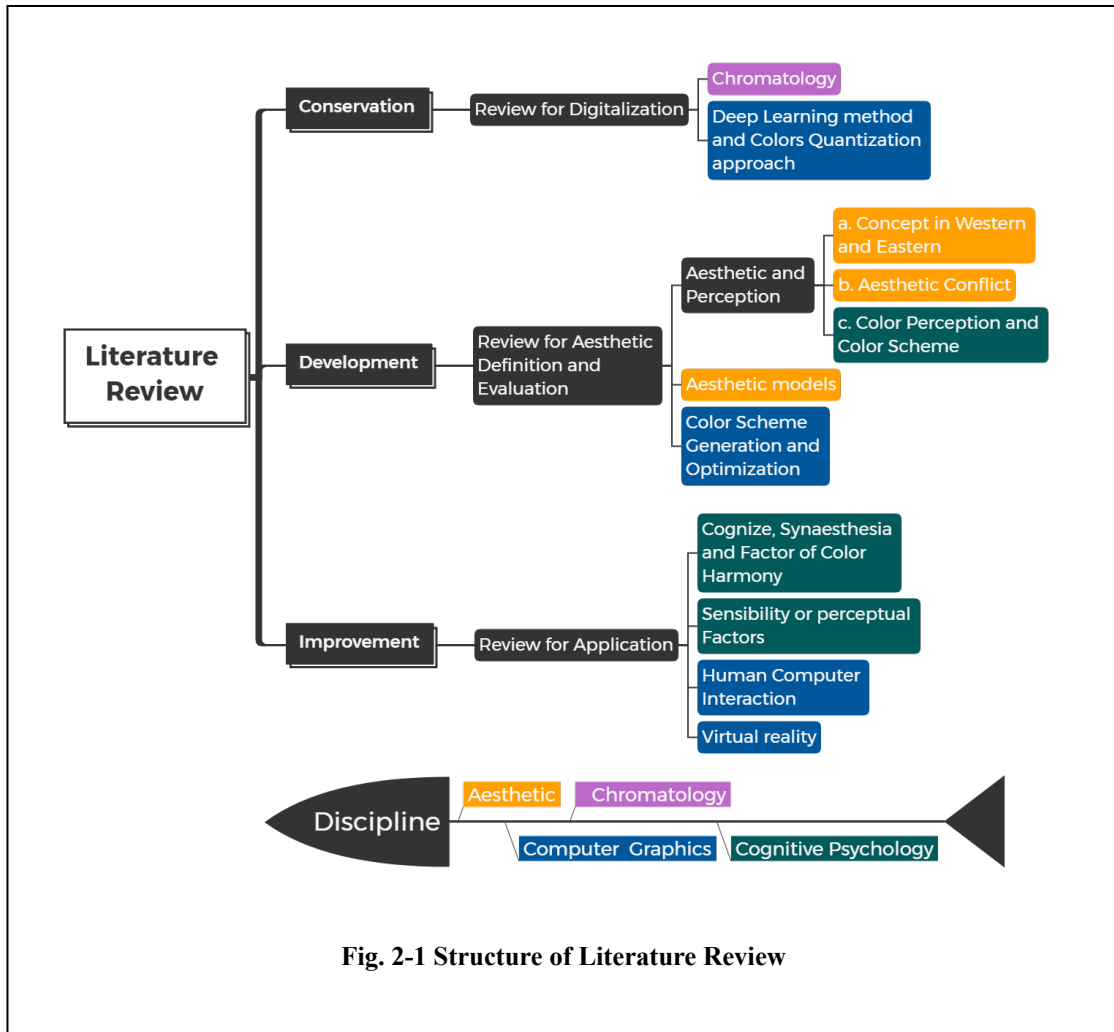 Literature
Review
Conservation
Review for Digitalization
Chromatology
Deep Learning method
and Colors Quantization
approach
Development
Review for Aesthetic
Definition and
Evaluation
Aesthetic and
Perception
a. Concept in Western
and Eastern
b. Aesthetic Conflict
c. Color Perception and
Color Scheme
Aesthetic models
Color Scheme
Generation and
Optimization
Improvement
Review for Application
Cognize, Synaesthesia
and Factor of Color
Harmony
Sensibility or perceptual
Factors
Human Computer
Interaction
Virtual reality
Discipline
Aesthetic
Chromatology
Computer Graphics
Cognitive Psychology
Fig. 2-1 Structure of Literature Review